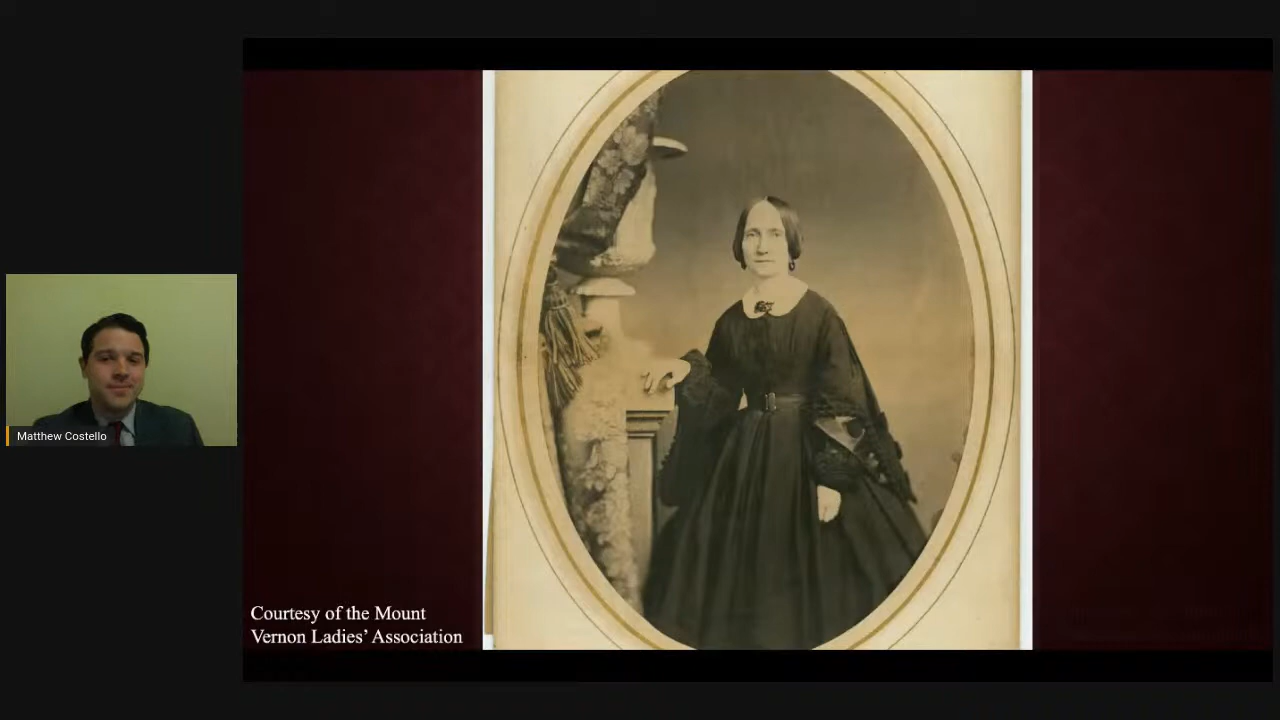 Matthew Costello
Courtesy of the Mount
Vernon Ladies' Association